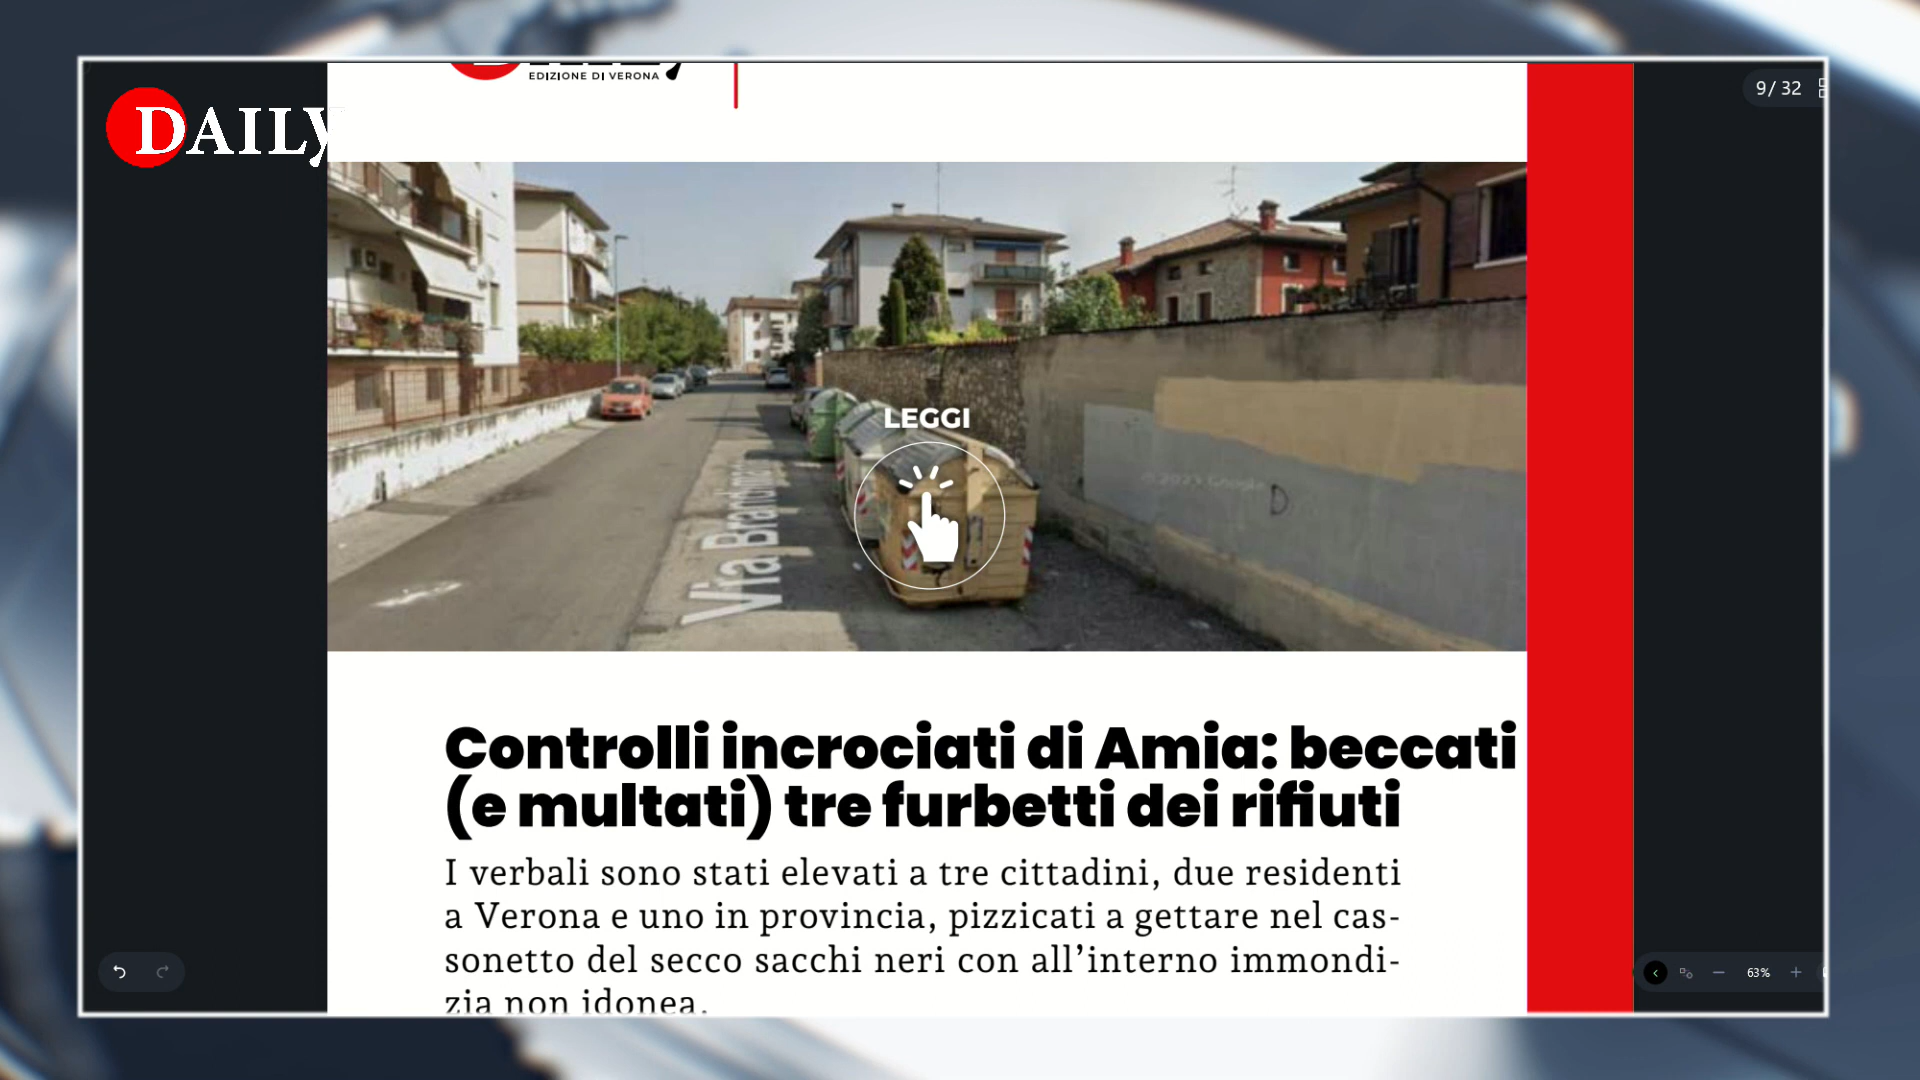 EDIZIONE DI VERONA
9/ 32
DAILY
LEGGI
Via
© 2023 Google
Controlli incrociati di Amia: beccati
(e multati) tre furbetti dei rifiuti
I verbali sono stati elevati a tre cittadini, due residenti
a Verona e uno in provincia, pizzicati a gettare nel cas-
sonetto del secco sacchi neri con all'interno immondi-
zia non idonea.
63%